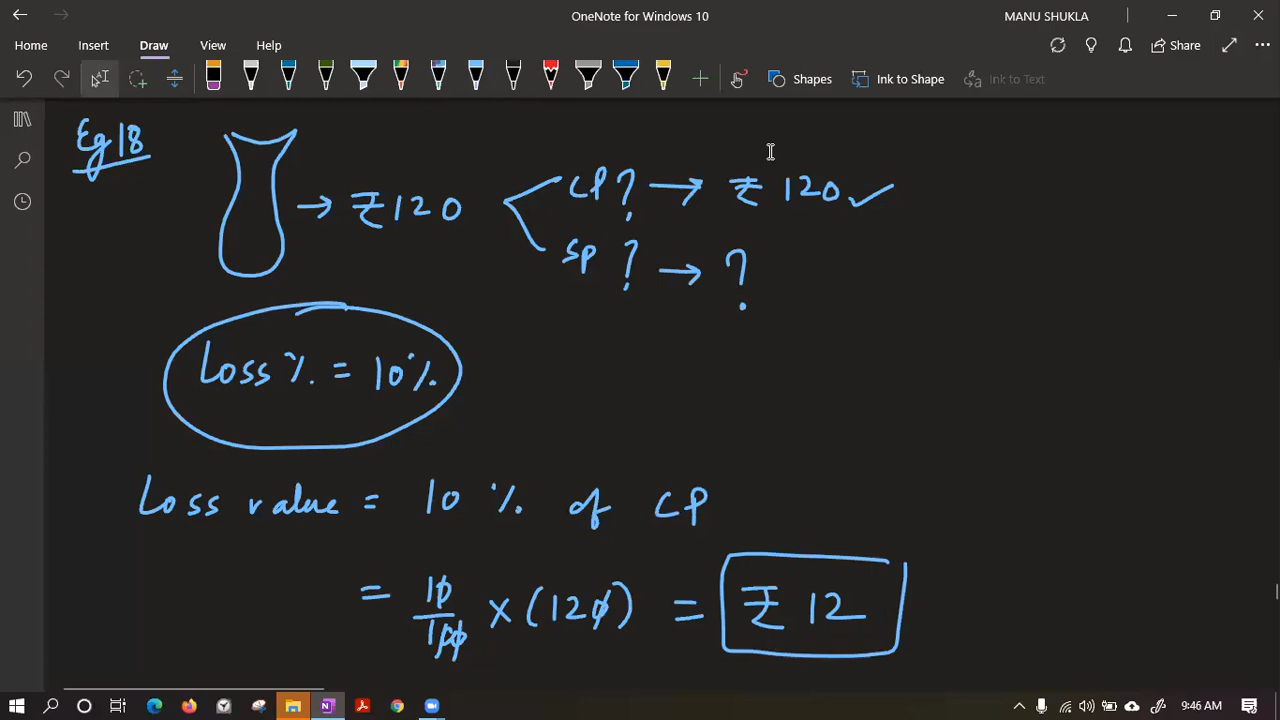 OneNote for Windows 10
MANU SHUKLA
Home Insert Draw View Help
Share
Shapes Ink to Shape Ink to Text
Eg 18
→ ₹120
CP? → ₹ 120 ✓
SP? → ?
Loss % = 10%
Loss value = 10 % of CP
= 10/100 × (120) = ₹ 12
9:46 AM